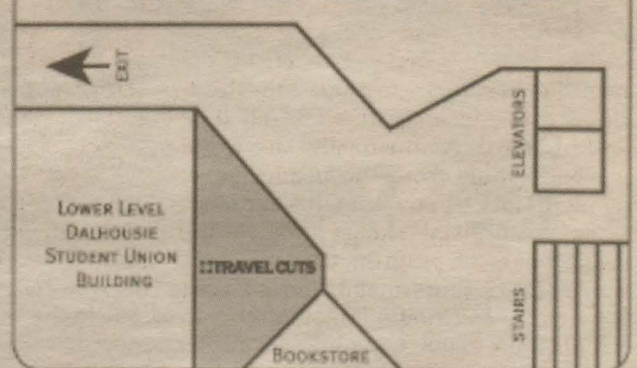 EXIT
ELEVATORS
LOWER LEVEL
DALHOUSIE
STUDENT UNION
BUILDING
TRAVEL CUTS
STAIRS
BOOKSTORE